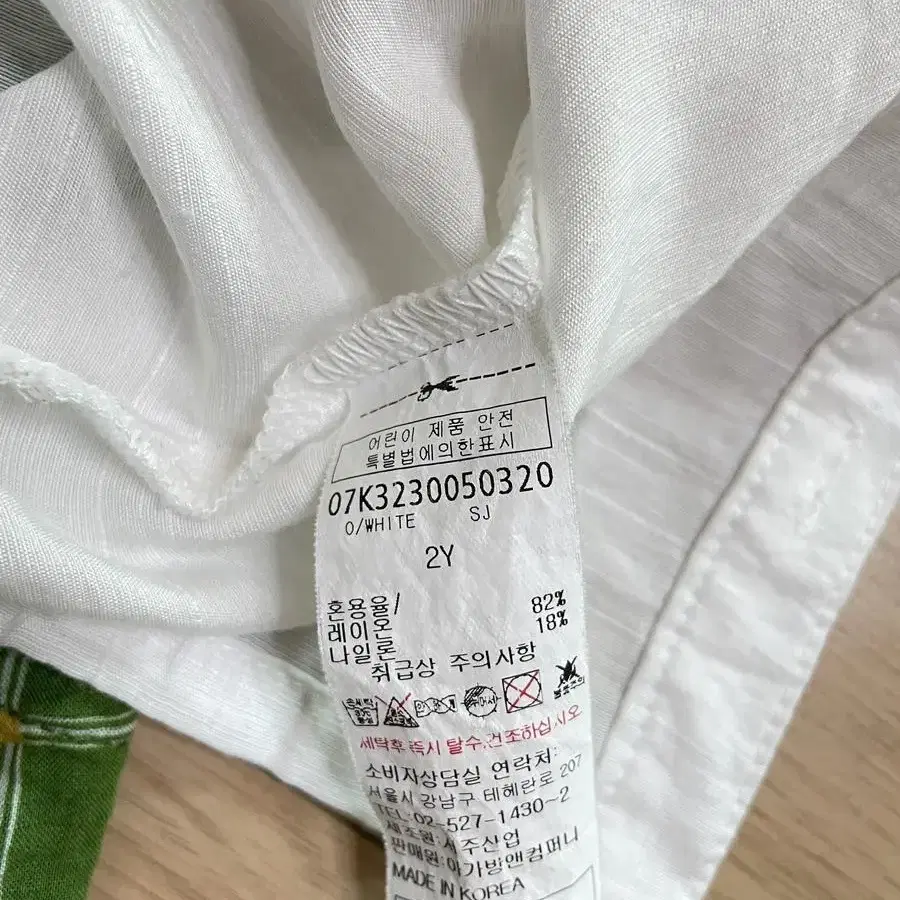 어린이 제품 안전
특별법에의한표시
07K3230050320
O/WHITE SJ
2Y
혼용율/
레이온 82%
나일론 18%
취급상 주의사항
세탁후 즉시 탈수,건조하십시오
소비자상담실 연락처:
서울시 강남구 테헤란로 207
TEL:02-527-1430~2
제조원:서주산업
판매원:아가방앤컴퍼니
MADE IN KOREA